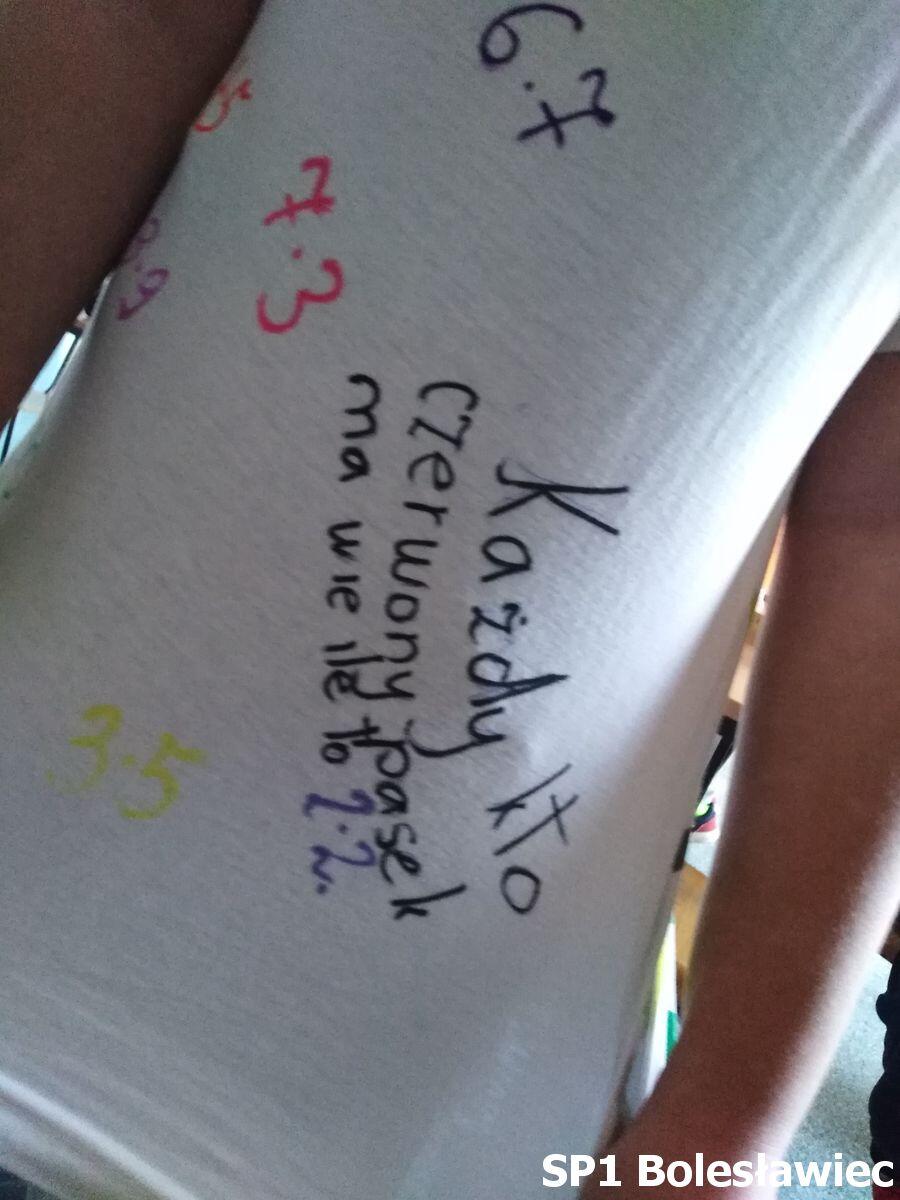 6·7
7·3
Każdy kto
czerwony pasek
ma wie ile to 2·2.
3·5
SP1 Bolesławiec